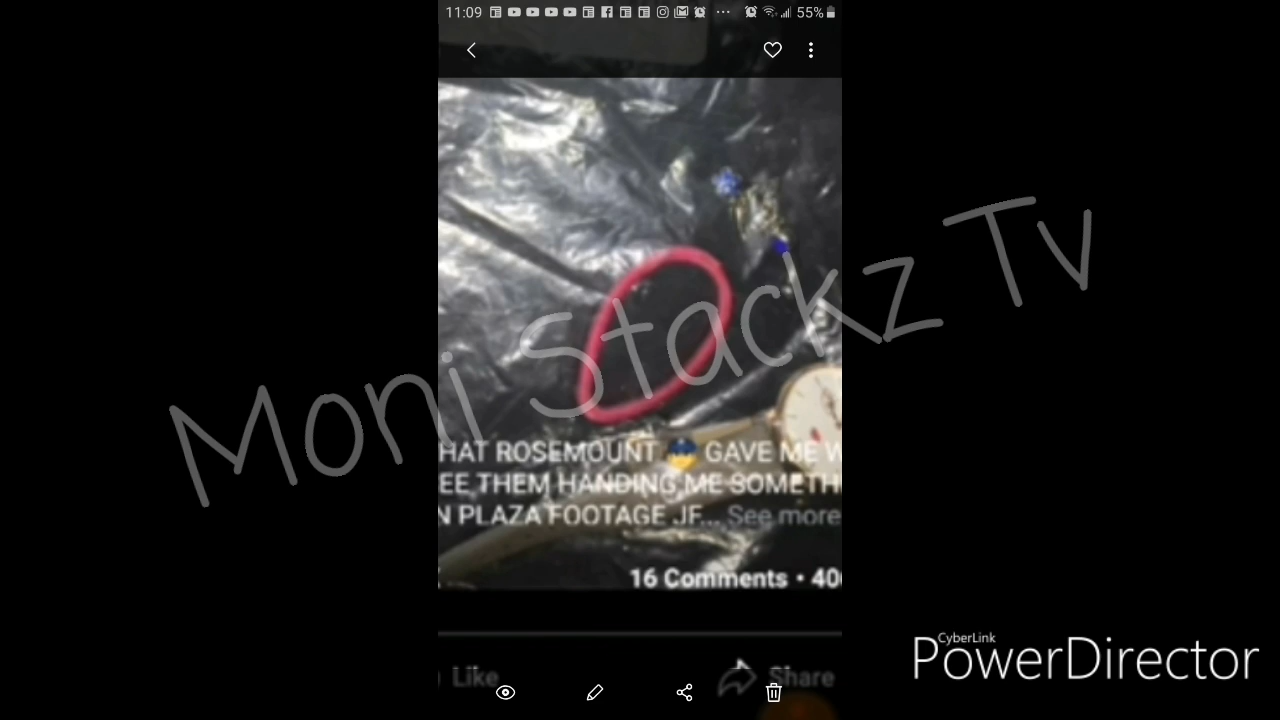 11:09
55%
HAT ROSEMOUNT GAVE ME W
EE THEM HANDING ME SOMETH
N PLAZA FOOTAGE JF... See more
16 Comments • 40
Like
Share
Moni Stackz Tv
CyberLink
PowerDirector